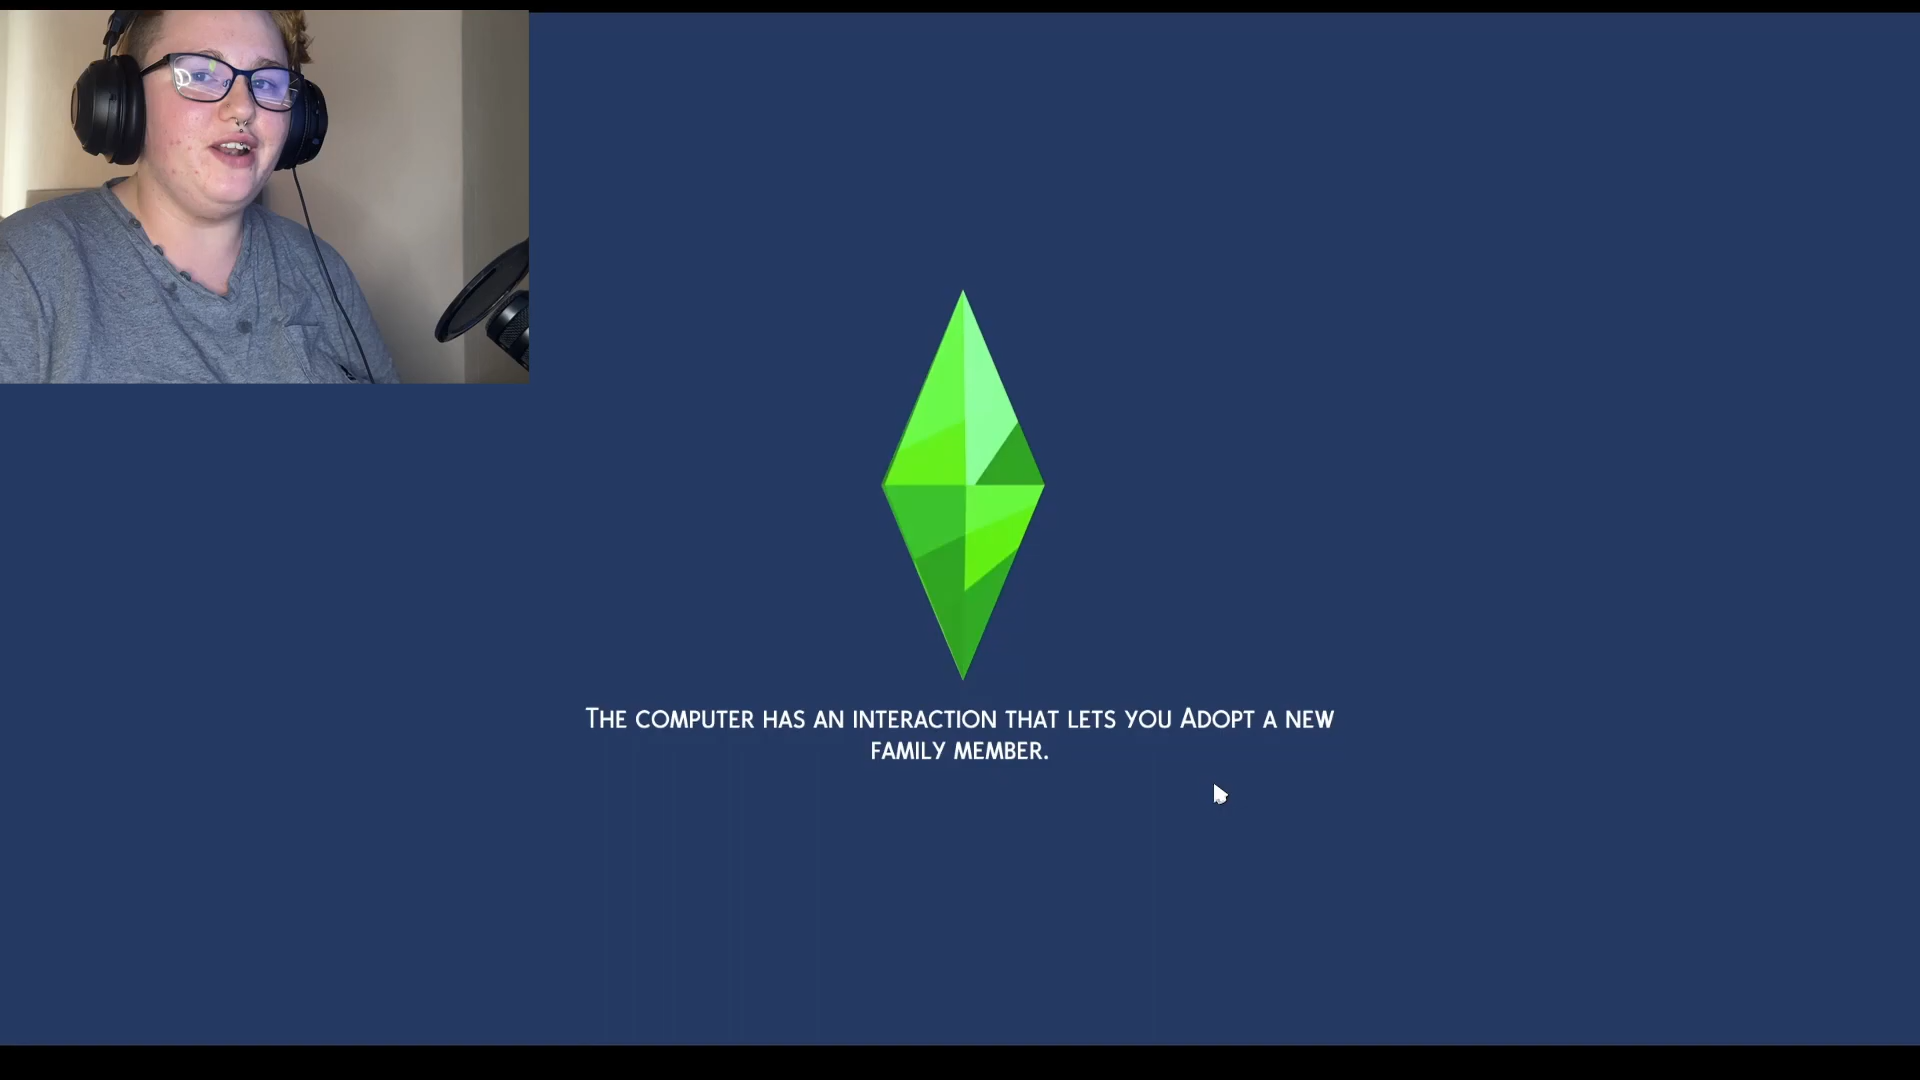 The computer has an interaction that lets you Adopt a new
family member.